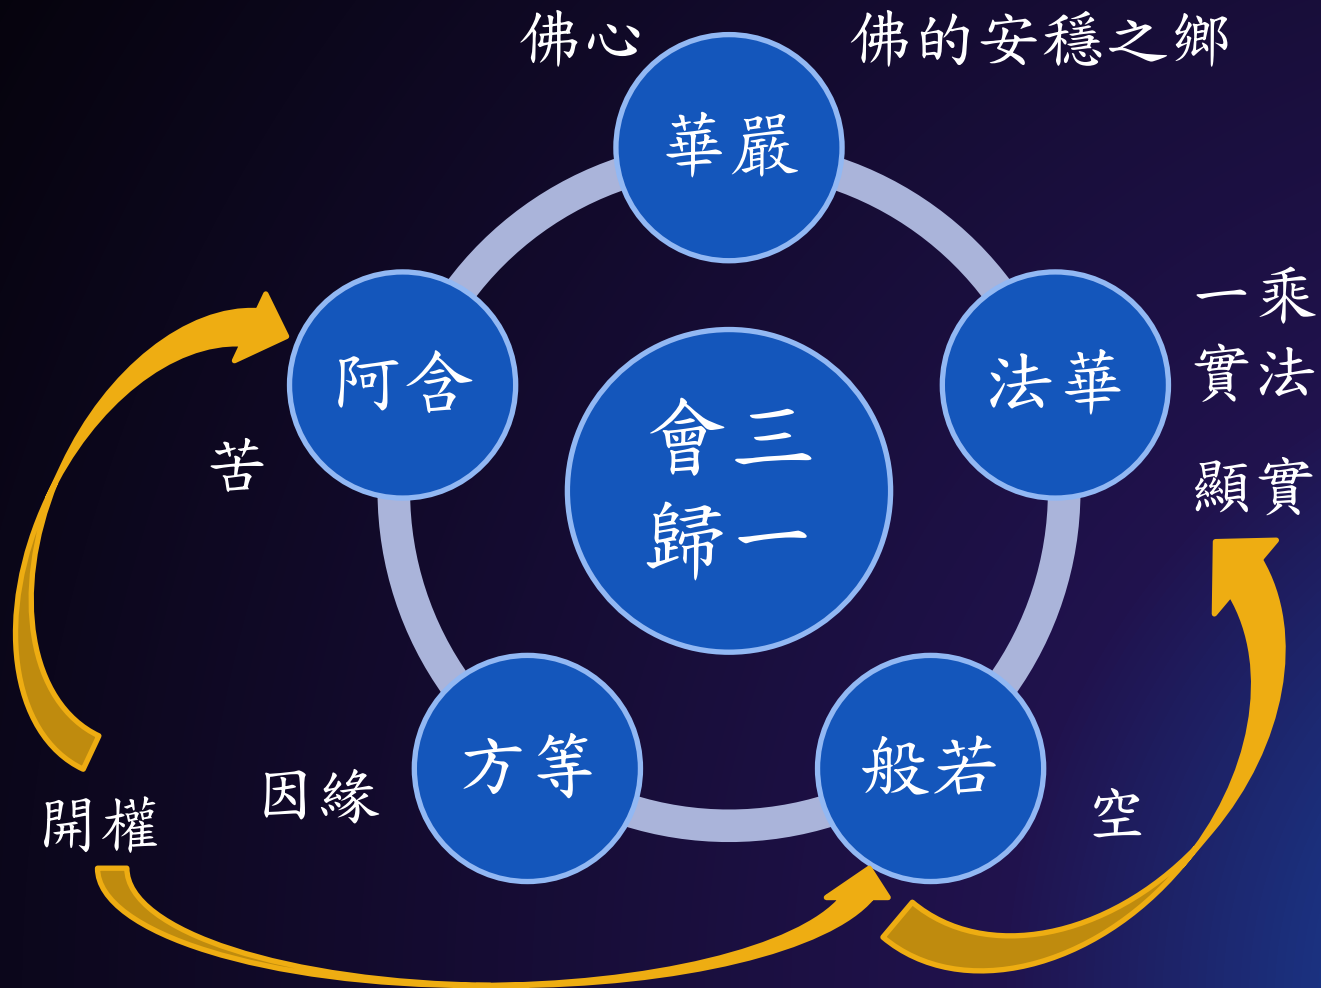 佛心
佛的安穩之鄉
華嚴
一乘
實法
顯實
法華
阿含
苦
會三
歸一
方等
因緣
般若
空
開權